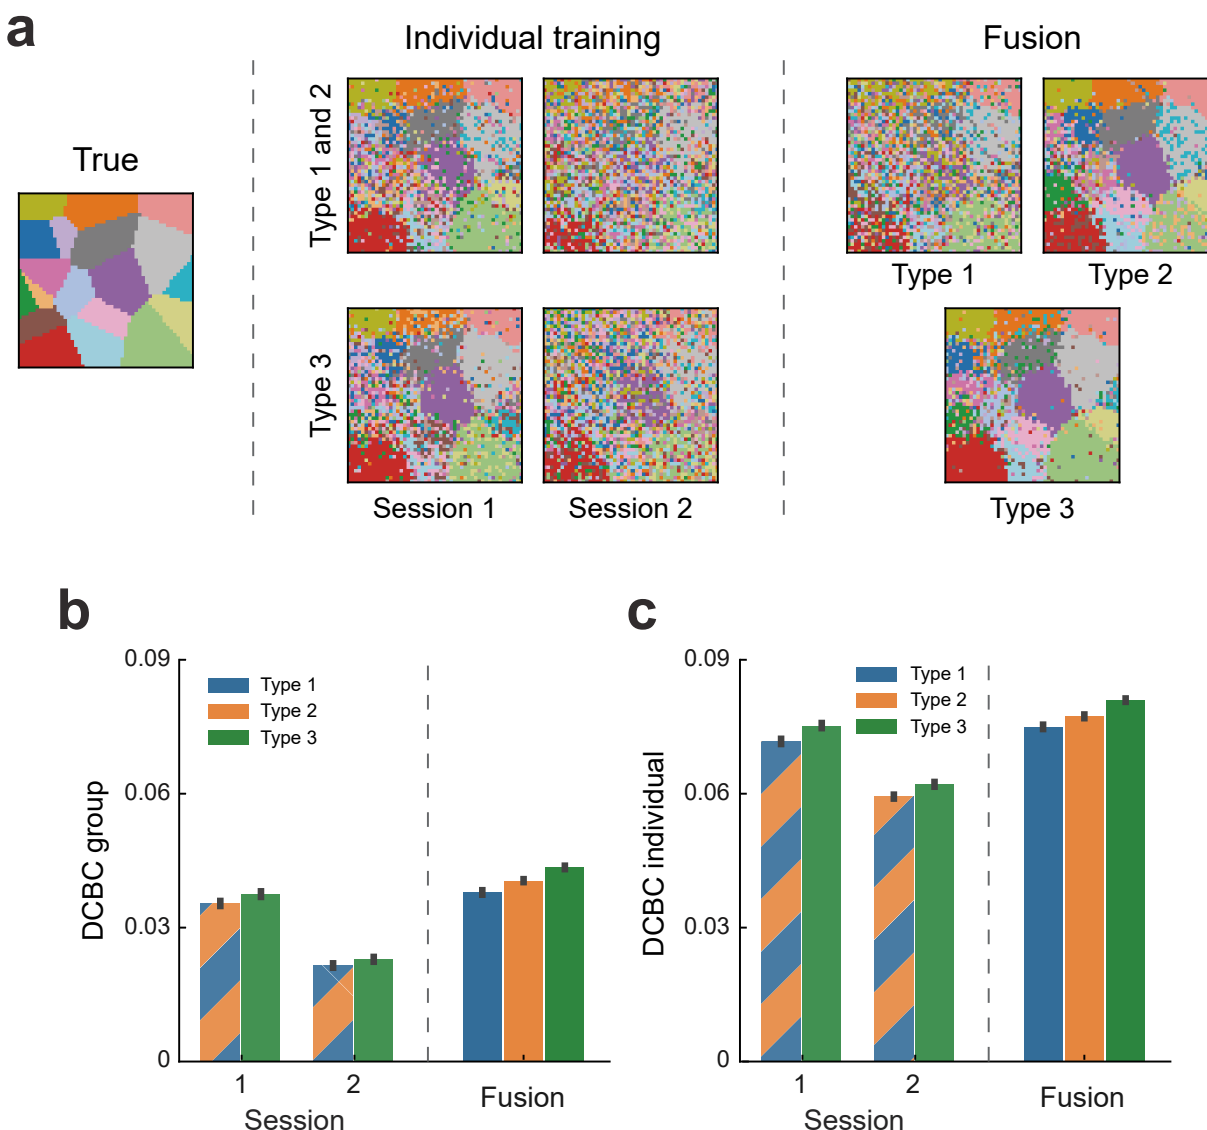 a
Individual training
Fusion
True
Type 1 and 2
Type 1
Type 2
Type 3
Session 1
Session 2
Type 3
b
0.09
0.06
0.03
0
DCBC group
Type 1
Type 2
Type 3
1
2
Session
Fusion
c
0.09
0.06
0.03
0
DCBC individual
Type 1
Type 2
Type 3
1
2
Session
Fusion